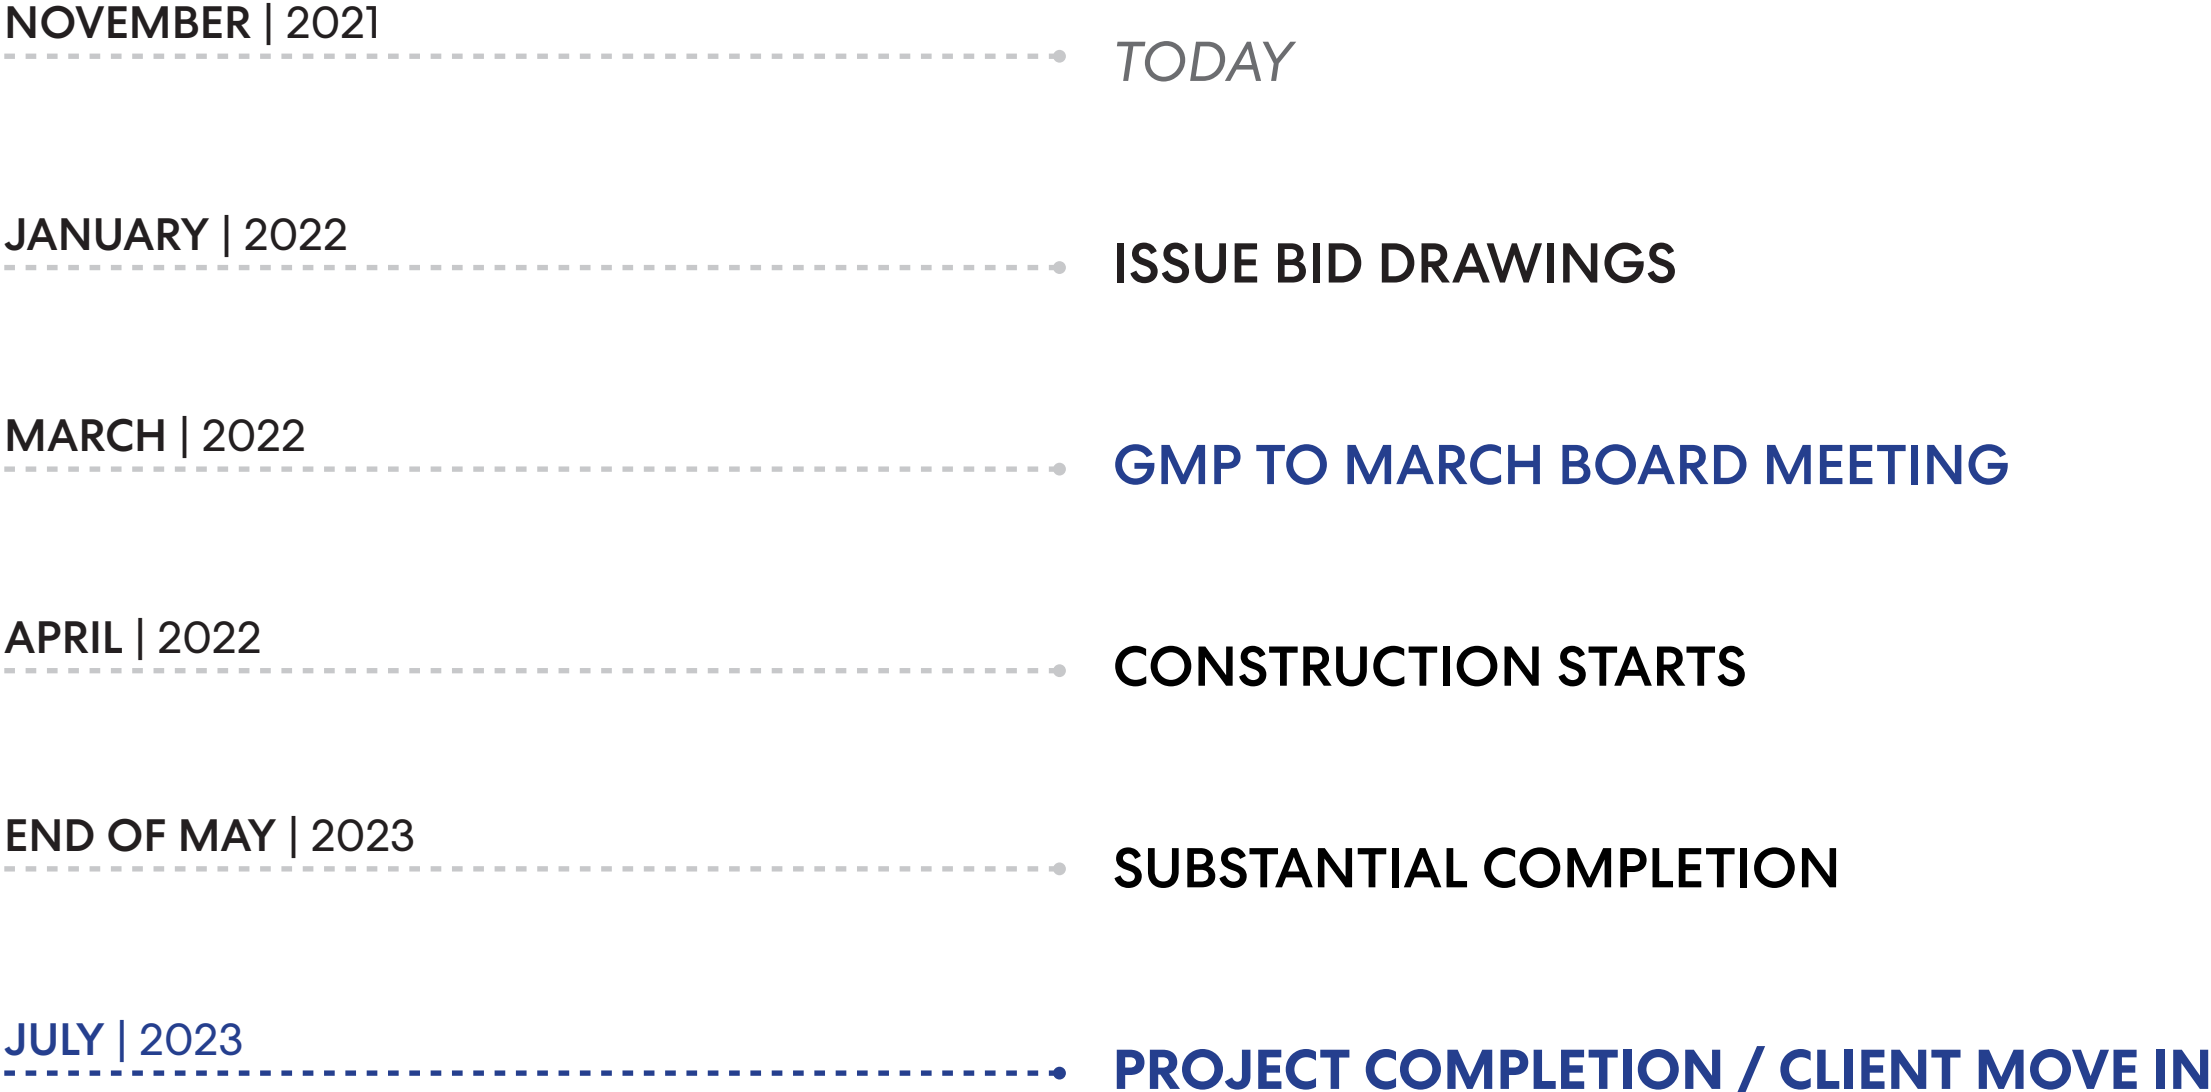 NOVEMBER | 2021
TODAY
JANUARY | 2022
ISSUE BID DRAWINGS
MARCH | 2022
GMP TO MARCH BOARD MEETING
APRIL | 2022
CONSTRUCTION STARTS
END OF MAY | 2023
SUBSTANTIAL COMPLETION
JULY | 2023
PROJECT COMPLETION / CLIENT MOVE IN